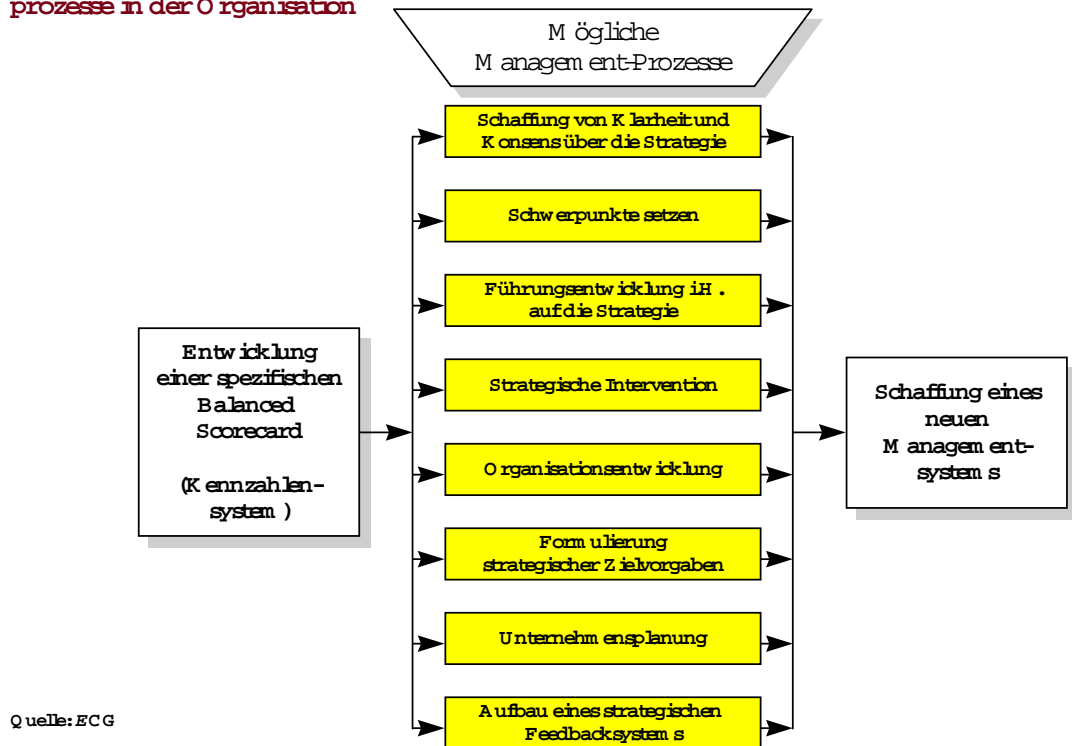 prozesse in der Organisation
Mögliche
Management-Prozesse
Schaffung von Klarheit und
Konsens über die Strategie
Schwerpunkte setzen
Führungsentwicklung i.H.
auf die Strategie
Entwicklung
einer spezifischen
Balanced
Scorecard
(Kennzahlen-
system)
Strategische Intervention
Schaffung eines
neuen
Management-
systems
Organisationsentwicklung
Formulierung
strategischer Zielvorgaben
Unternehmensplanung
Aufbau eines strategischen
Feedbacksystems
Quelle: ECG